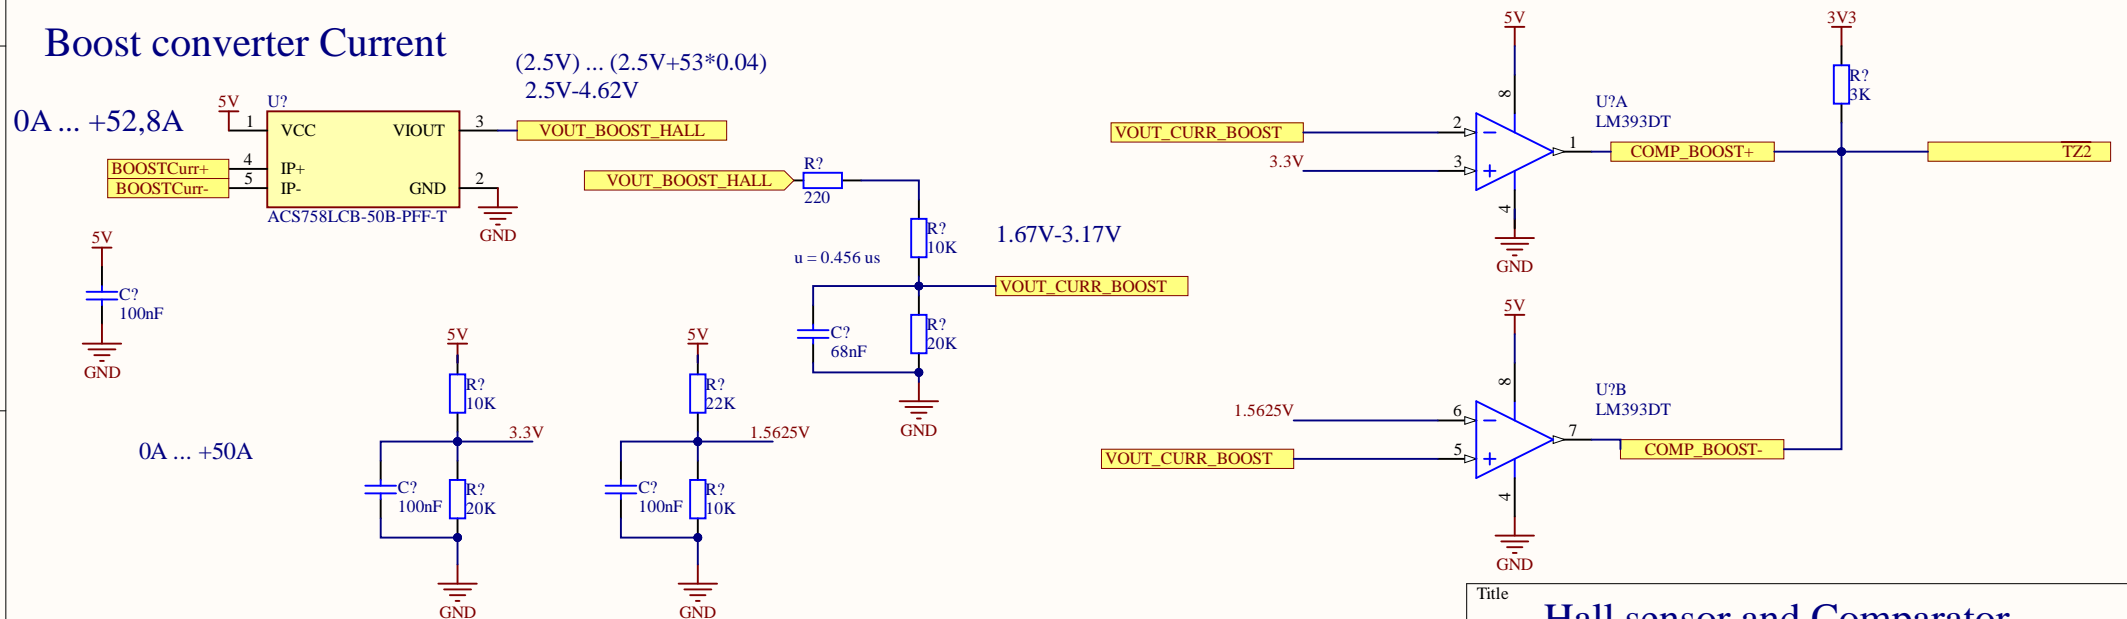 Boost converter Current
(2.5V) ... (2.5V+53*0.04)
2.5V-4.62V
0A ... +52,8A
5V
U?
1
VCC
VIOUT
3
VOUT_BOOST_HALL
BOOSTCurr+
4
IP+
BOOSTCurr-
5
IP-
GND
2
ACS758LCB-50B-PFF-T
GND
5V
C?
100nF
GND
VOUT_BOOST_HALL
R?
220
R?
10K
1.67V-3.17V
u = 0.456 us
VOUT_CURR_BOOST
C?
68nF
R?
20K
GND
0A ... +50A
5V
R?
10K
3.3V
C?
100nF
R?
20K
GND
5V
R?
22K
1.5625V
C?
100nF
R?
10K
GND
5V
8
U?A
LM393DT
VOUT_CURR_BOOST
2
3.3V
3
1
COMP_BOOST+
4
GND
3V3
R?
3K
TZ2
5V
8
U?B
LM393DT
1.5625V
6
VOUT_CURR_BOOST
5
7
COMP_BOOST-
4
GND
Title
Hall sensor and Comparator